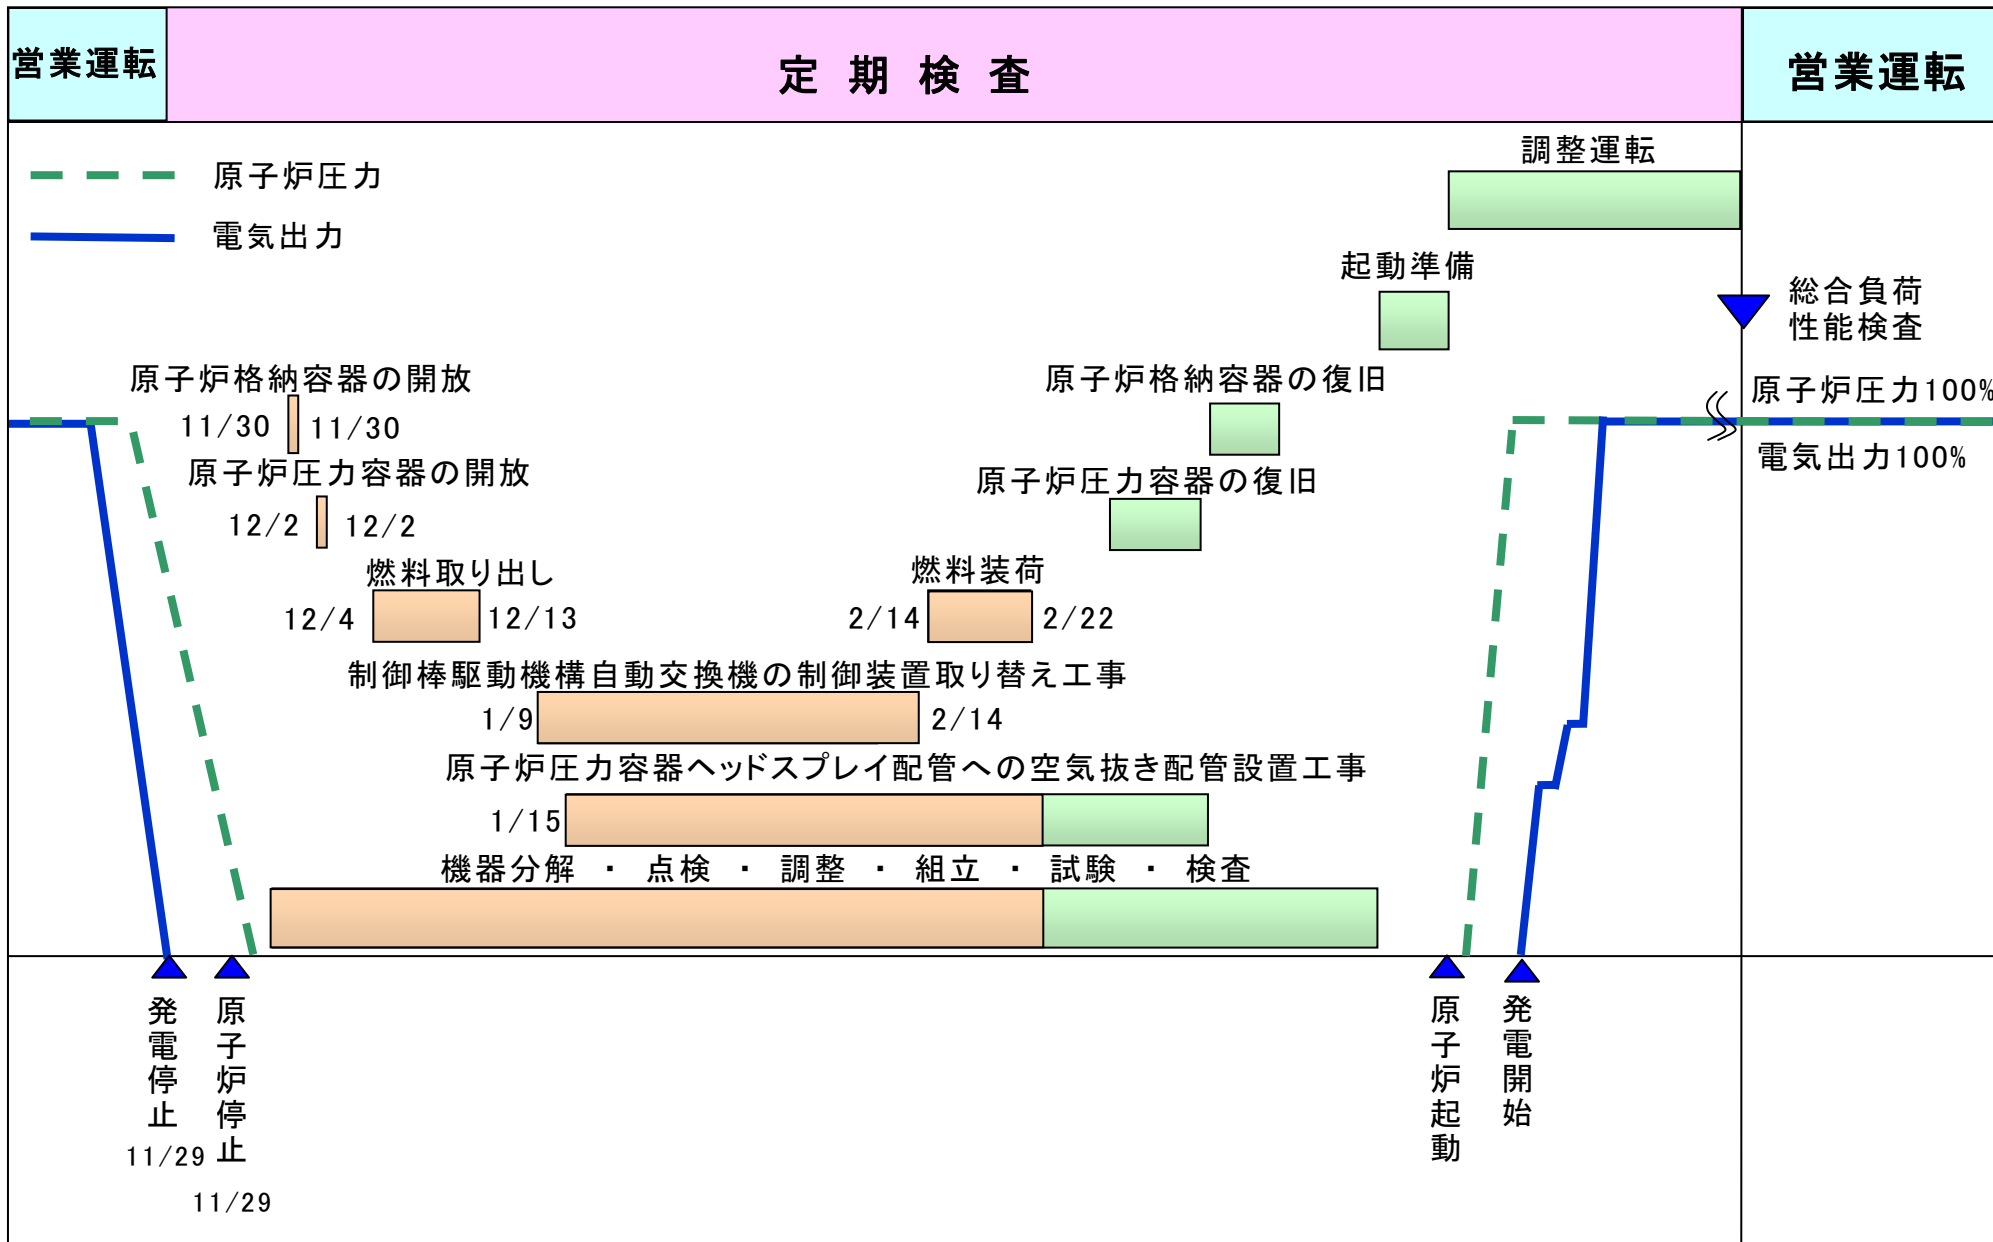 営業運転
定期検査
営業運転
原子炉圧力
電気出力
調整運転
起動準備
総合負荷
性能検査
原子炉格納容器の開放
11/30
11/30
原子炉格納容器の復旧
原子炉圧力100%
電気出力100%
原子炉圧力容器の開放
12/2
12/2
原子炉圧力容器の復旧
燃料取り出し
12/4
12/13
燃料装荷
2/14
2/22
制御棒駆動機構自動交換機の制御装置取り替え工事
1/9
2/14
原子炉圧力容器ヘッドスプレイ配管への空気抜き配管設置工事
1/15
機器分解 ・ 点検 ・ 調整 ・ 組立 ・ 試験 ・ 検査
発電停止
11/29
原子炉停止
11/29
原子炉起動
発電開始